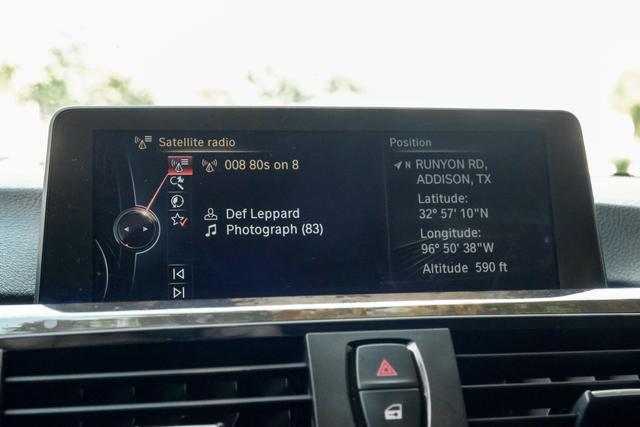 Satellite radio
008 80s on 8
Def Leppard
Photograph (83)
Position
N RUNYON RD,
ADDISON, TX
Latitude:
32° 57' 10"N
Longitude:
96° 50' 38"W
Altitude 590 ft